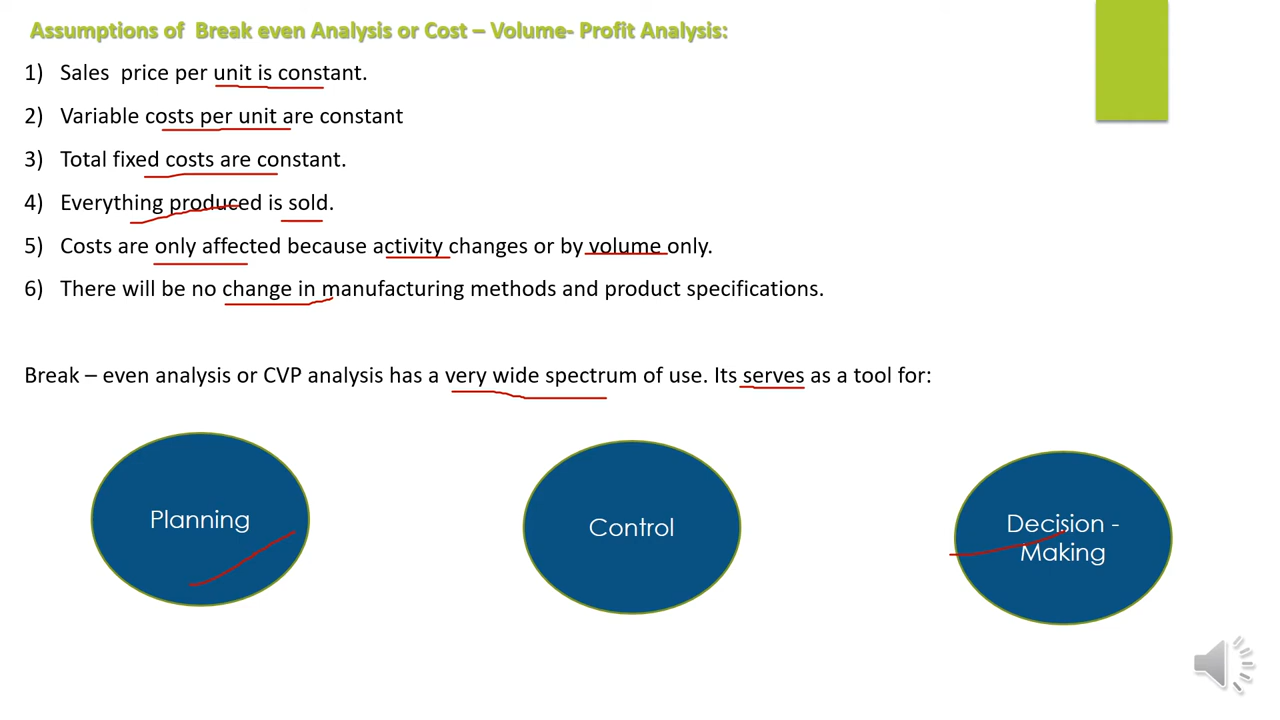 Assumptions of Break even Analysis or Cost – Volume- Profit Analysis:
1) Sales price per unit is constant.
2) Variable costs per unit are constant
3) Total fixed costs are constant.
4) Everything produced is sold.
5) Costs are only affected because activity changes or by volume only.
6) There will be no change in manufacturing methods and product specifications.
Break – even analysis or CVP analysis has a very wide spectrum of use. Its serves as a tool for:
Planning
Control
Decision -
Making